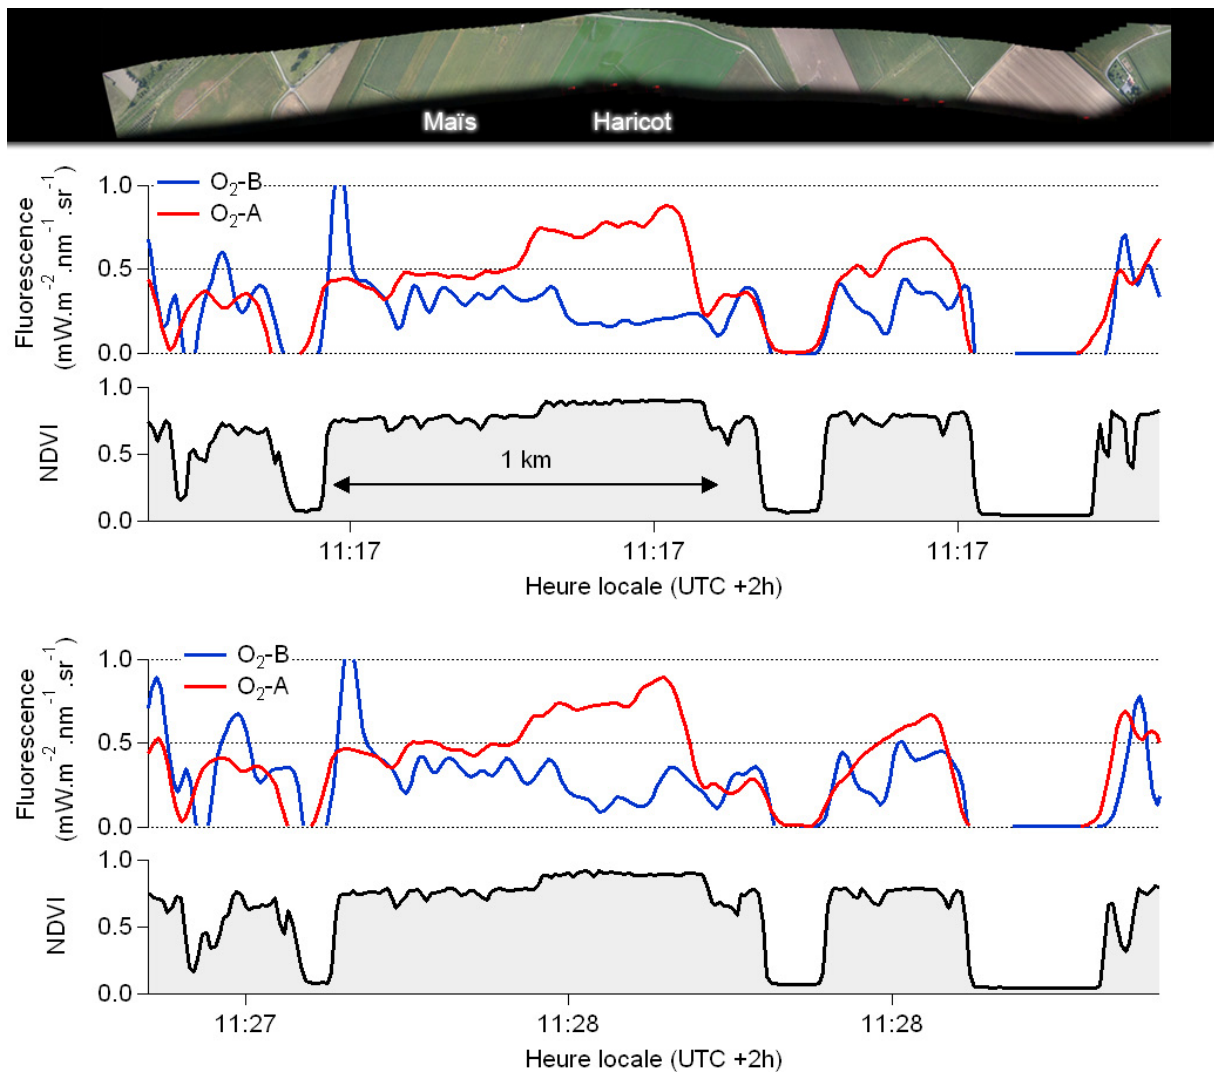 Maïs Haricot
Fluorescence
(mW.m⁻².nm⁻¹.sr⁻¹)
1.0
0.5
0.0
O₂-B
O₂-A
NDVI
1.0
0.5
0.0
1 km
11:17 11:17 11:17
Heure locale (UTC +2h)
Fluorescence
(mW.m⁻².nm⁻¹.sr⁻¹)
1.0
0.5
0.0
O₂-B
O₂-A
NDVI
1.0
0.5
0.0
11:27 11:28 11:28
Heure locale (UTC +2h)